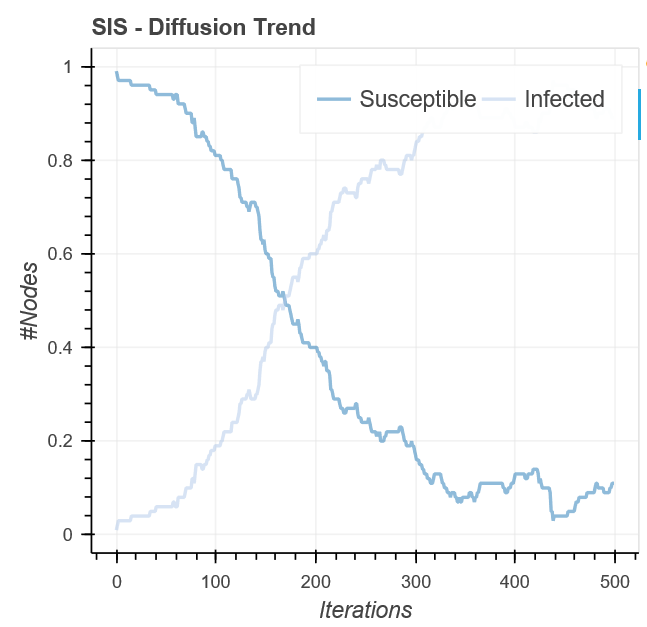 SIS - Diffusion Trend
Susceptible Infected
1
0.8
0.6
0.4
0.2
0
#Nodes
0 100 200 300 400 500
Iterations